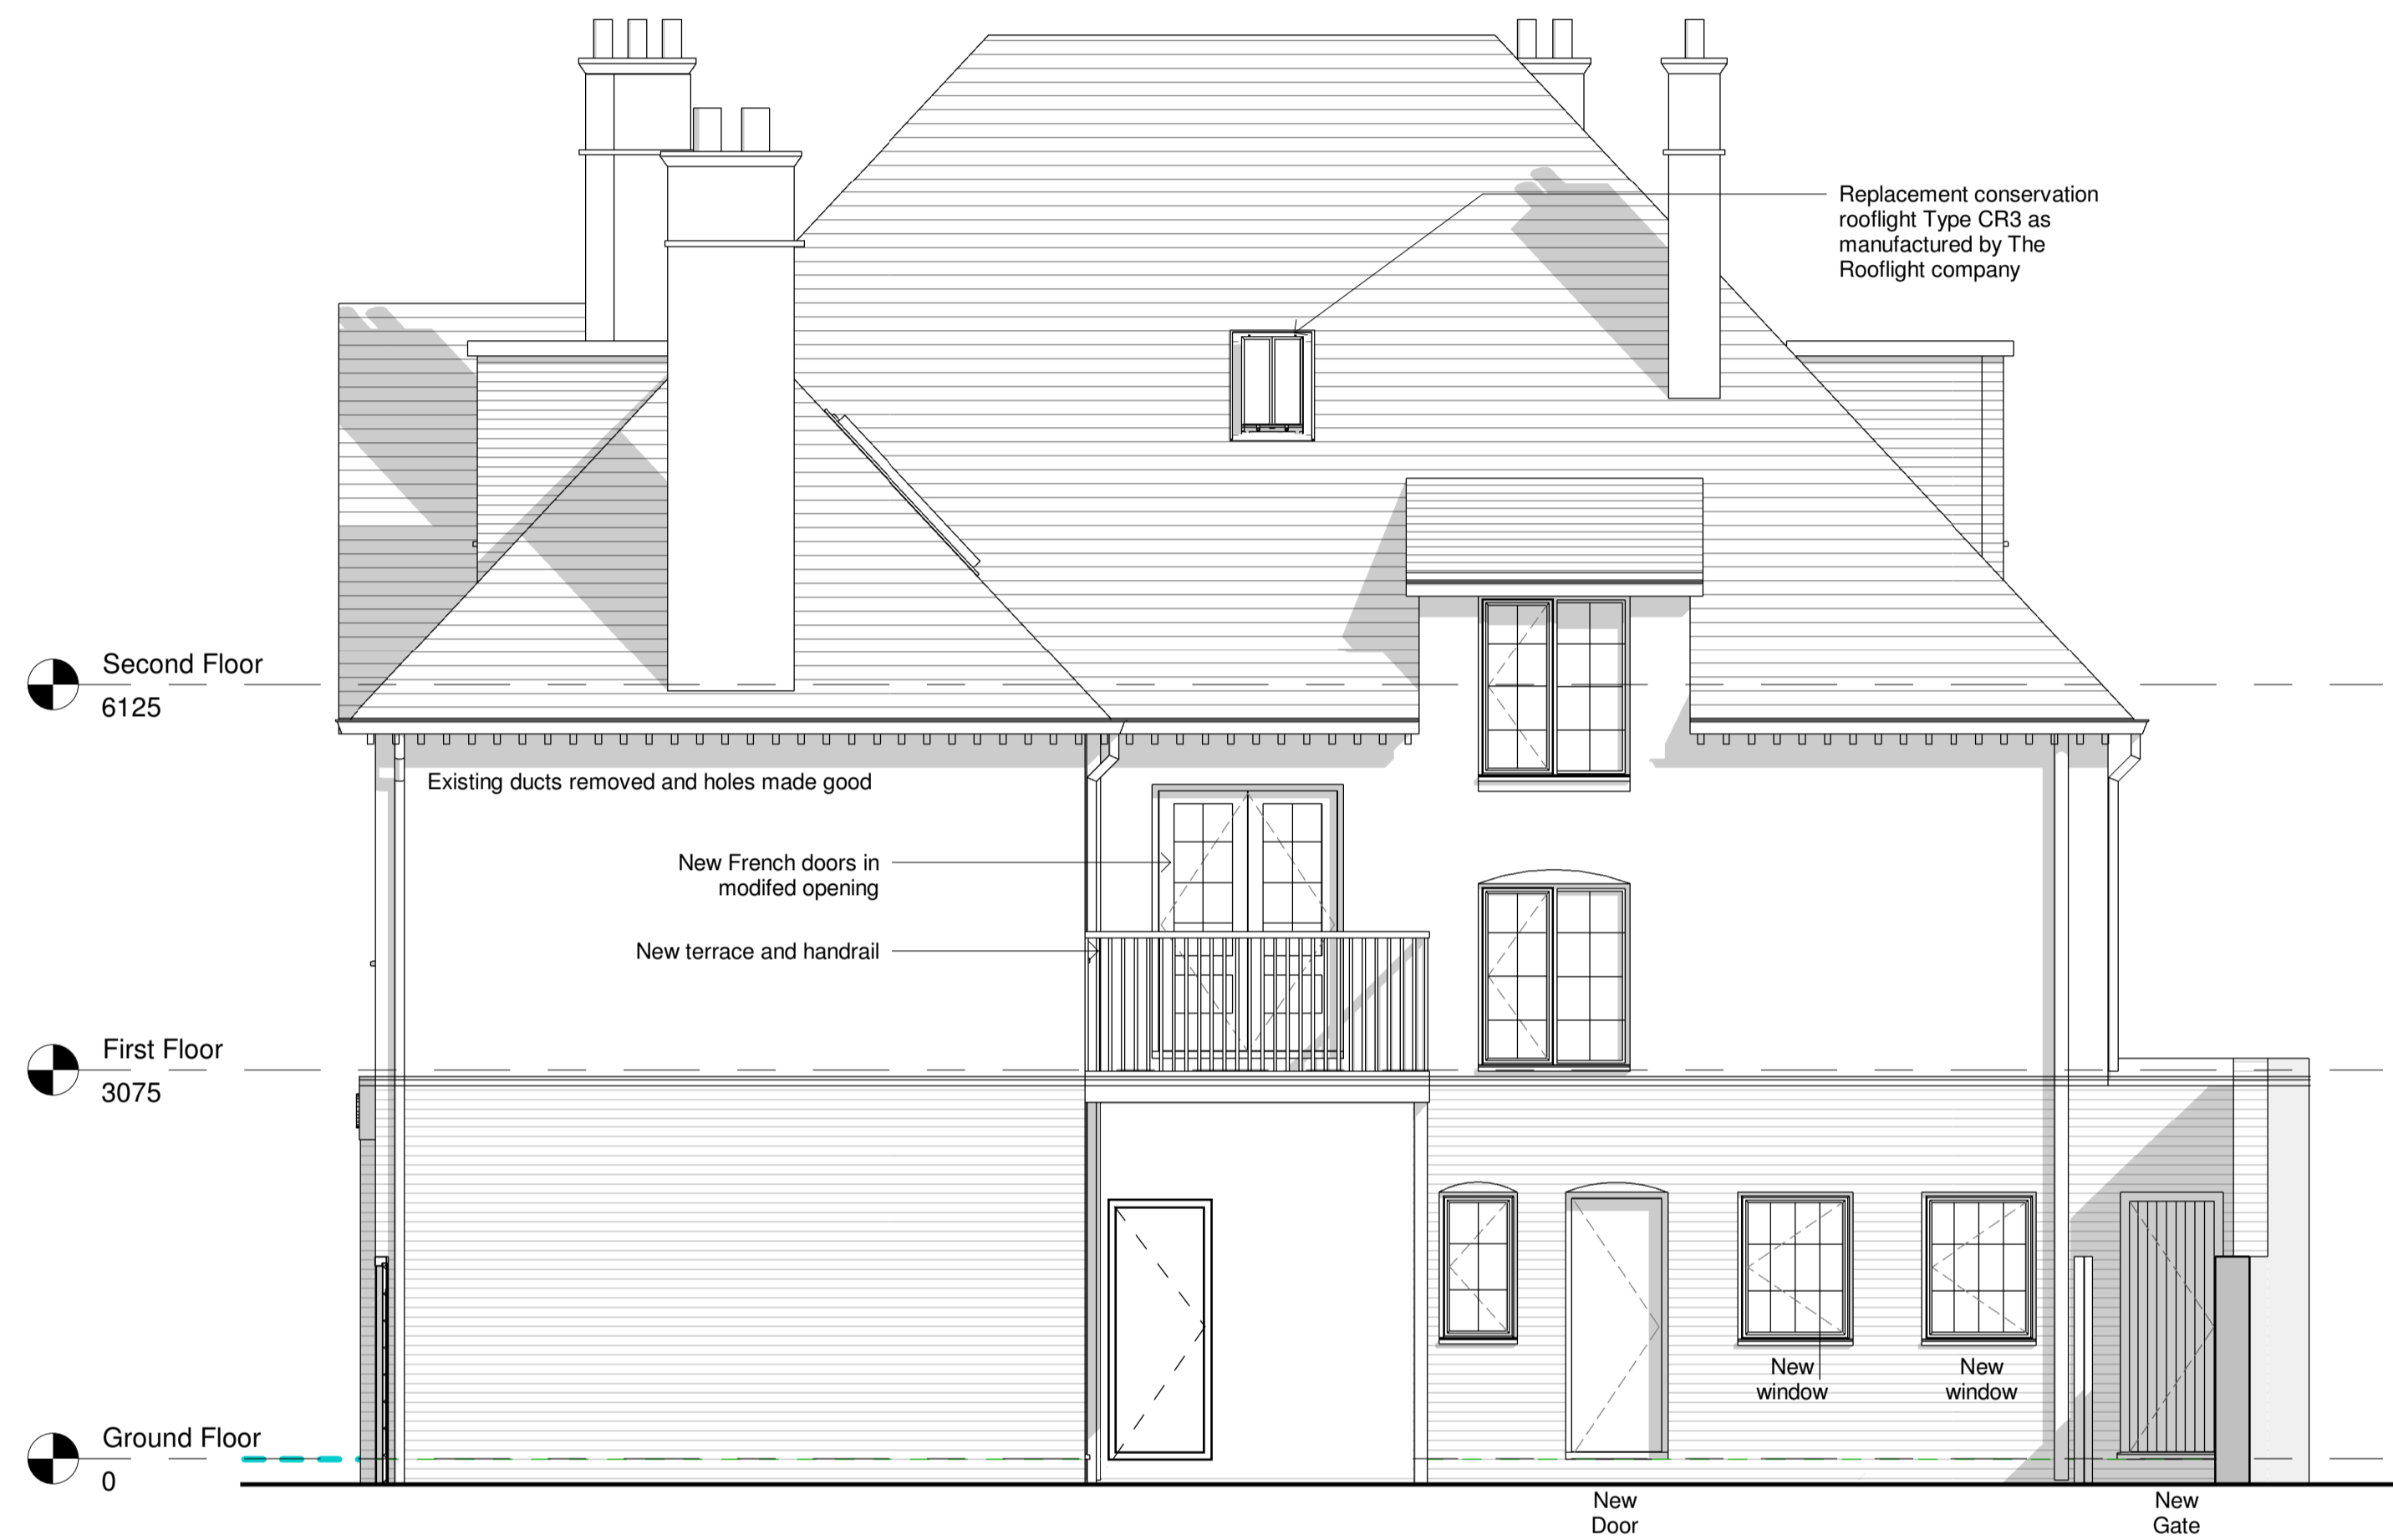 Replacement conservation
rooflight Type CR3 as
manufactured by The
Rooflight company
Second Floor
6125
Existing ducts removed and holes made good
New French doors in
modifed opening
New terrace and handrail
First Floor
3075
New
window
New
window
Ground Floor
0
New
Door
New
Gate